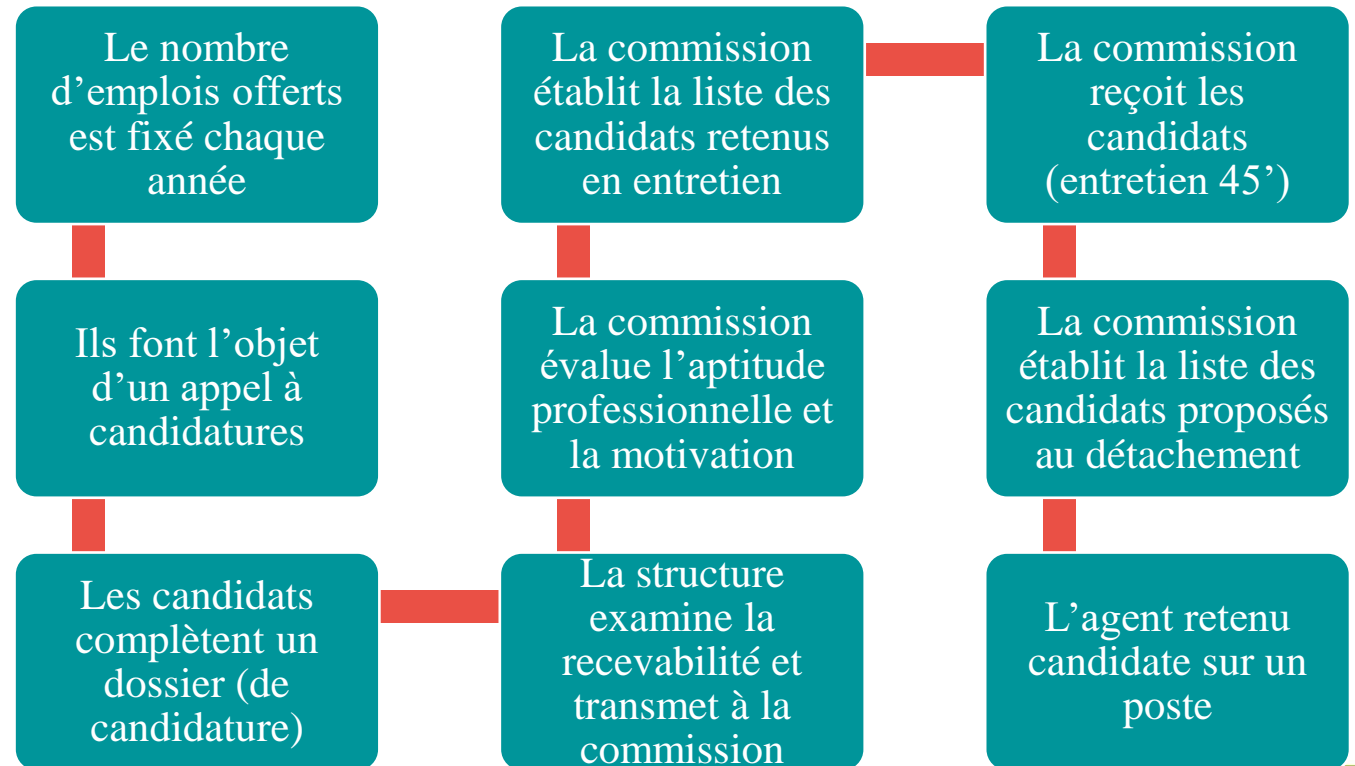 Le nombre
d’emplois offerts
est fixé chaque
année
Ils font l’objet
d’un appel à
candidatures
Les candidats
complètent un
dossier (de
candidature)
La structure
examine la
recevabilité et
transmet à la
commission
La commission
évalue l’aptitude
professionnelle et
la motivation
La commission
établit la liste des
candidats retenus
en entretien
La commission
reçoit les
candidats
(entretien 45’)
La commission
établit la liste des
candidats proposés
au détachement
L’agent retenu
candidate sur un
poste